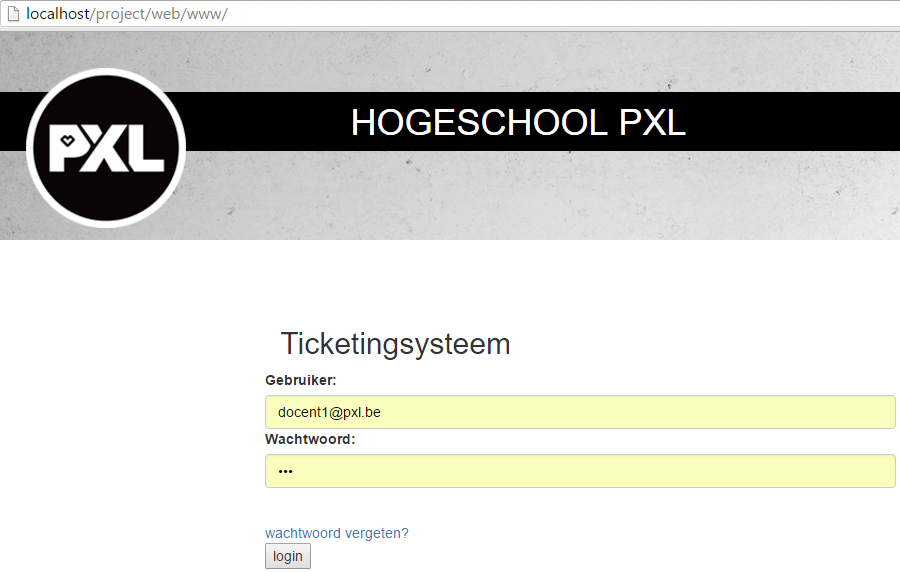 localhost/project/web/www/
HOGESCHOOL PXL
PXL
Ticketingsysteem
Gebruiker:
docent1@pxl.be
Wachtwoord:
•••
wachtwoord vergeten?
login